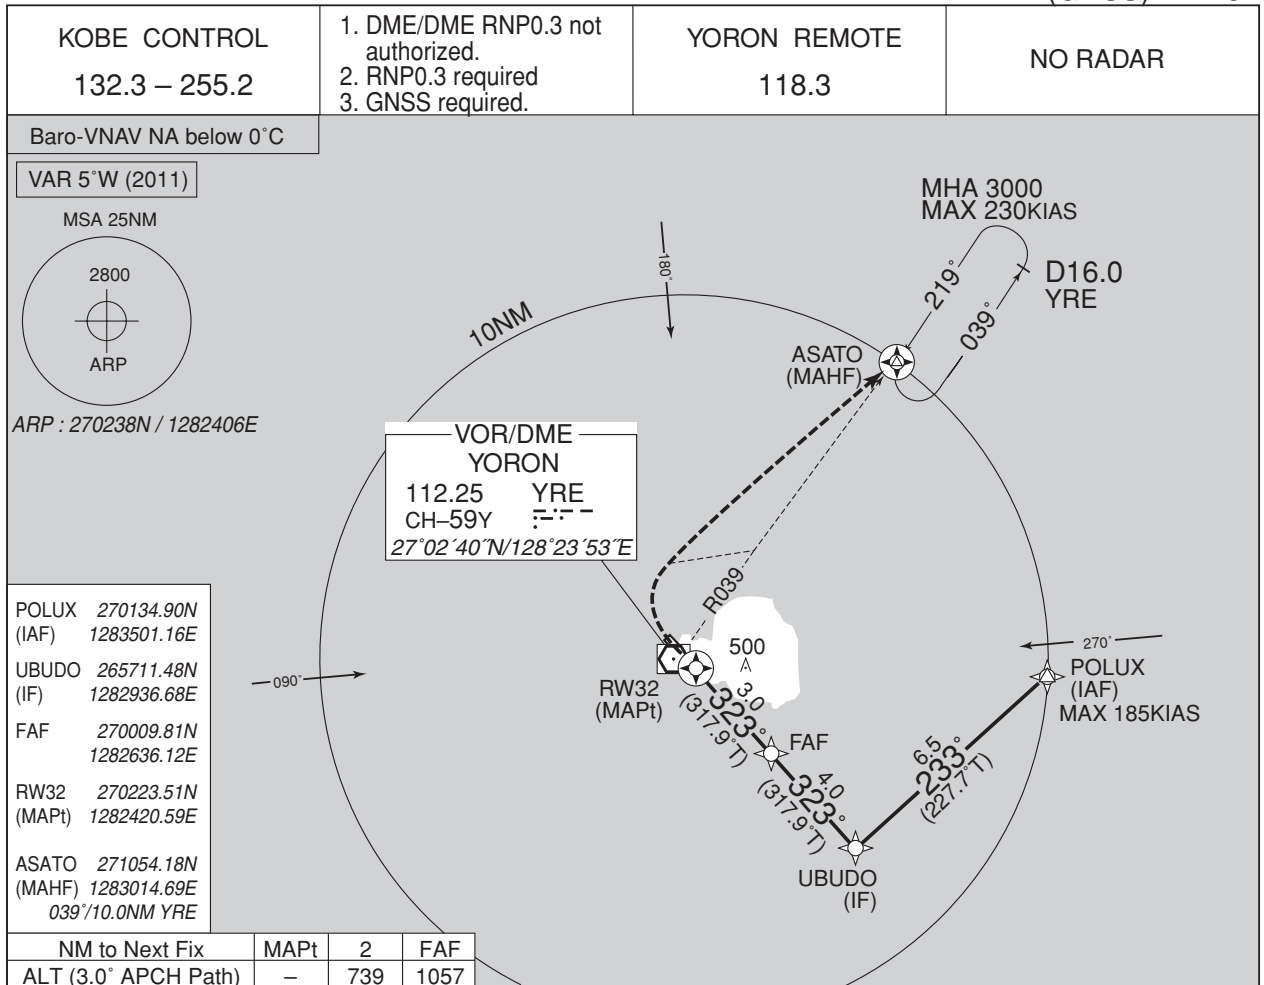 KOBE CONTROL
132.3 – 255.2
1. DME/DME RNP0.3 not
authorized.
2. RNP0.3 required
3. GNSS required.
YORON REMOTE
118.3
NO RADAR
Baro-VNAV NA below 0˚C
VAR 5˚W (2011)
MSA 25NM
2800
ARP
ARP : 270238N / 1282406E
MHA 3000
MAX 230KIAS
180˚
219˚
039˚
D16.0
YRE
10NM
ASATO
(MAHF)
VOR/DME
YORON
112.25 YRE
CH–59Y
27˚02´40˝N/128˚23´53˝E
R039
500
090˚
270˚
POLUX
(IAF)
MAX 185KIAS
RW32
(MAPt)
3.0
323˚
(317.9˚T)
FAF
4.0
323˚
(317.9˚T)
6.5
233˚
(227.7˚T)
UBUDO
(IF)
POLUX 270134.90N
(IAF) 1283501.16E
UBUDO 265711.48N
(IF) 1282936.68E
FAF 270009.81N
1282636.12E
RW32 270223.51N
(MAPt) 1282420.59E
ASATO 271054.18N
(MAHF) 1283014.69E
039˚/10.0NM YRE
NM to Next Fix MAPt 2 FAF
ALT (3.0˚ APCH Path) – 739 1057